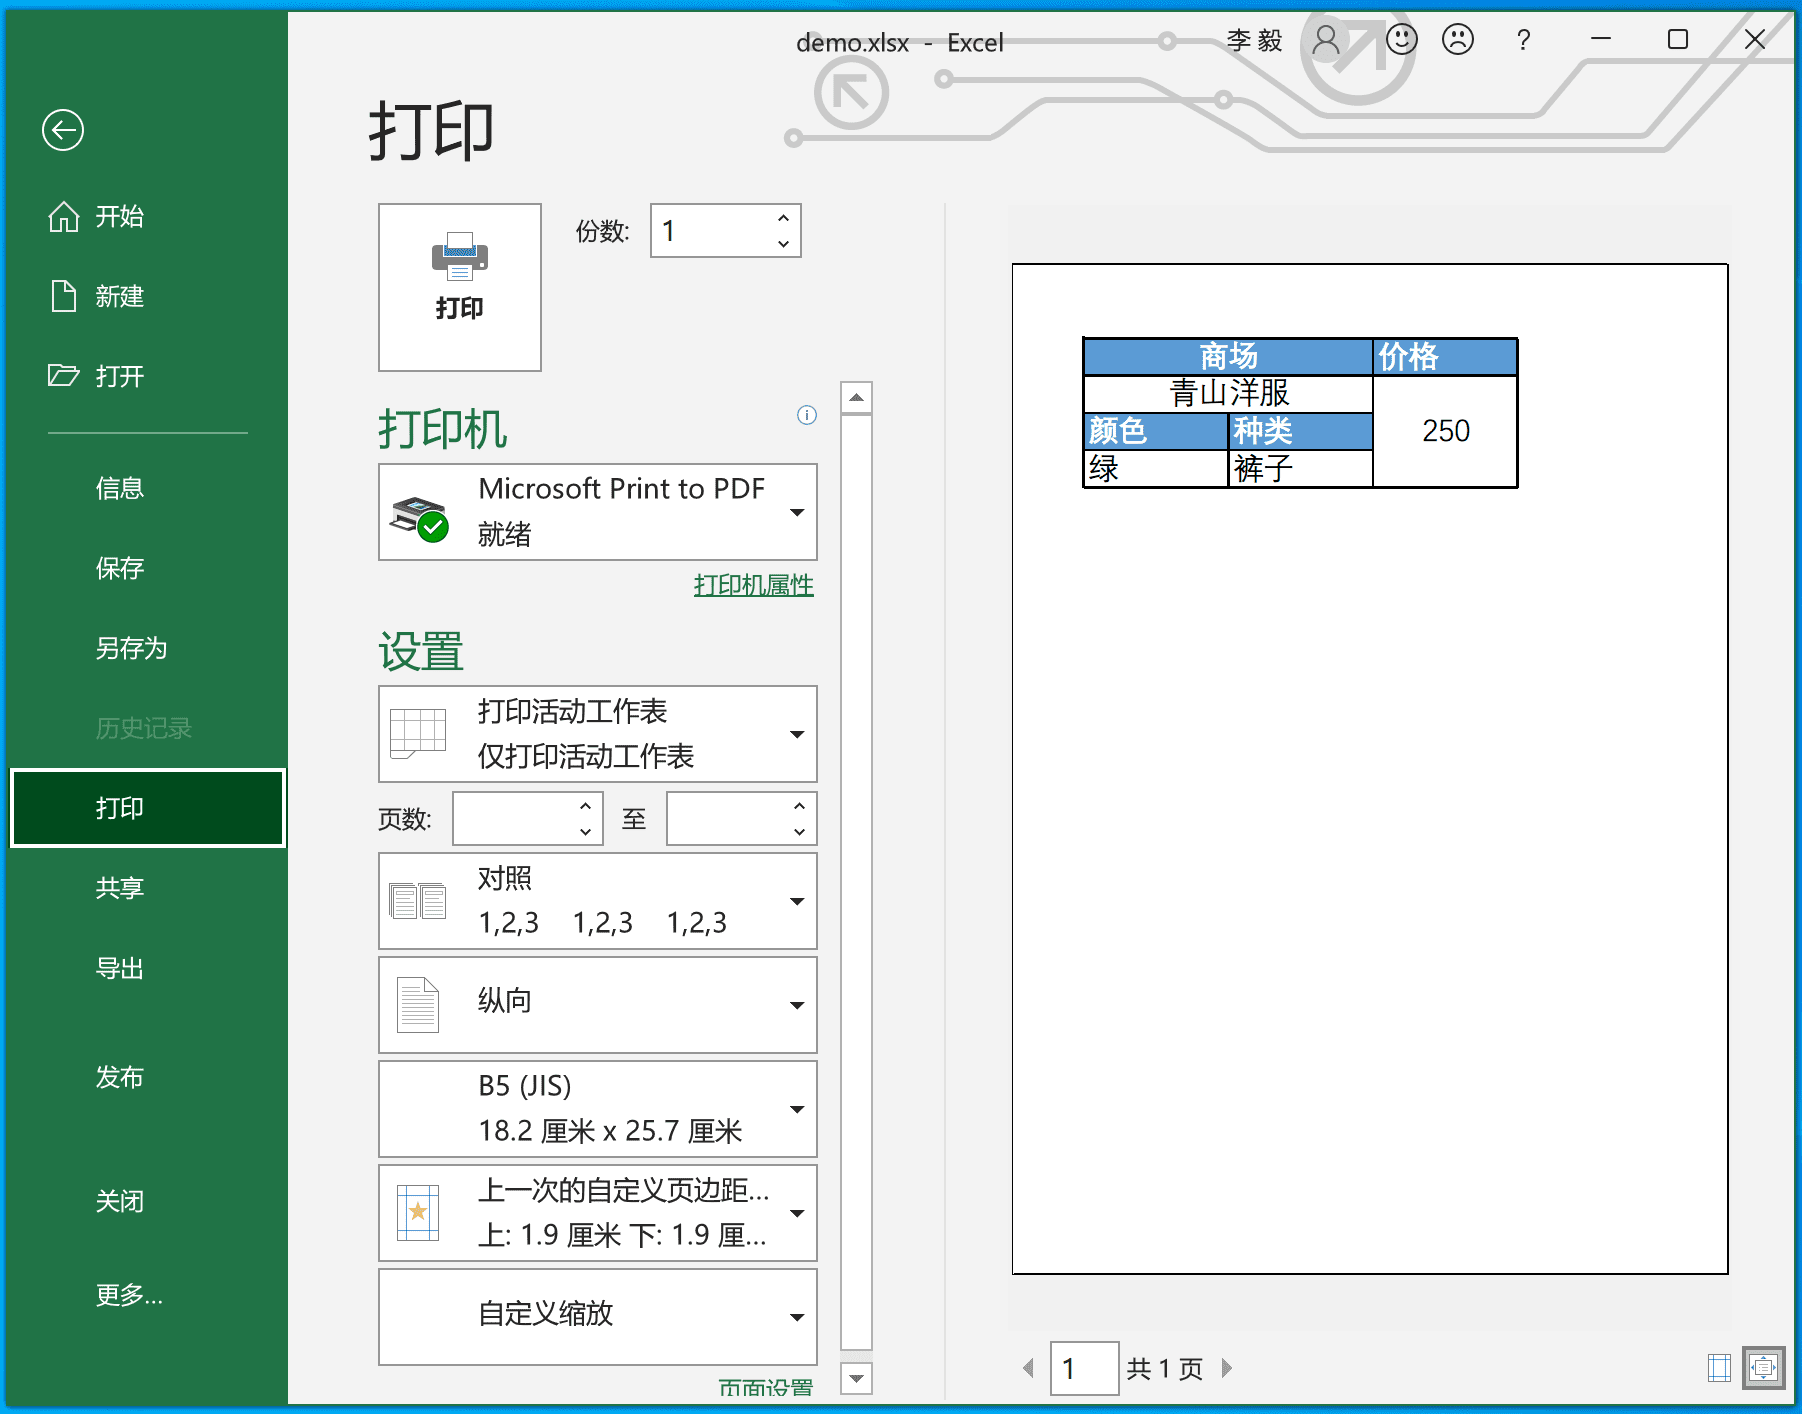 demo.xlsx - Excel
李 毅
?
开始
新建
打开
信息
保存
另存为
历史记录
打印
共享
导出
发布
关闭
更多...
打印
打印
份数:
1
打印机
Microsoft Print to PDF
就绪
打印机属性
设置
打印活动工作表
仅打印活动工作表
页数:
至
对照
1,2,3 1,2,3 1,2,3
纵向
B5 (JIS)
18.2 厘米 x 25.7 厘米
上一次的自定义页边距...
上: 1.9 厘米 下: 1.9 厘...
自定义缩放
页面设置
商场 价格
青山洋服
250
颜色 种类
绿 裤子
1 共 1 页